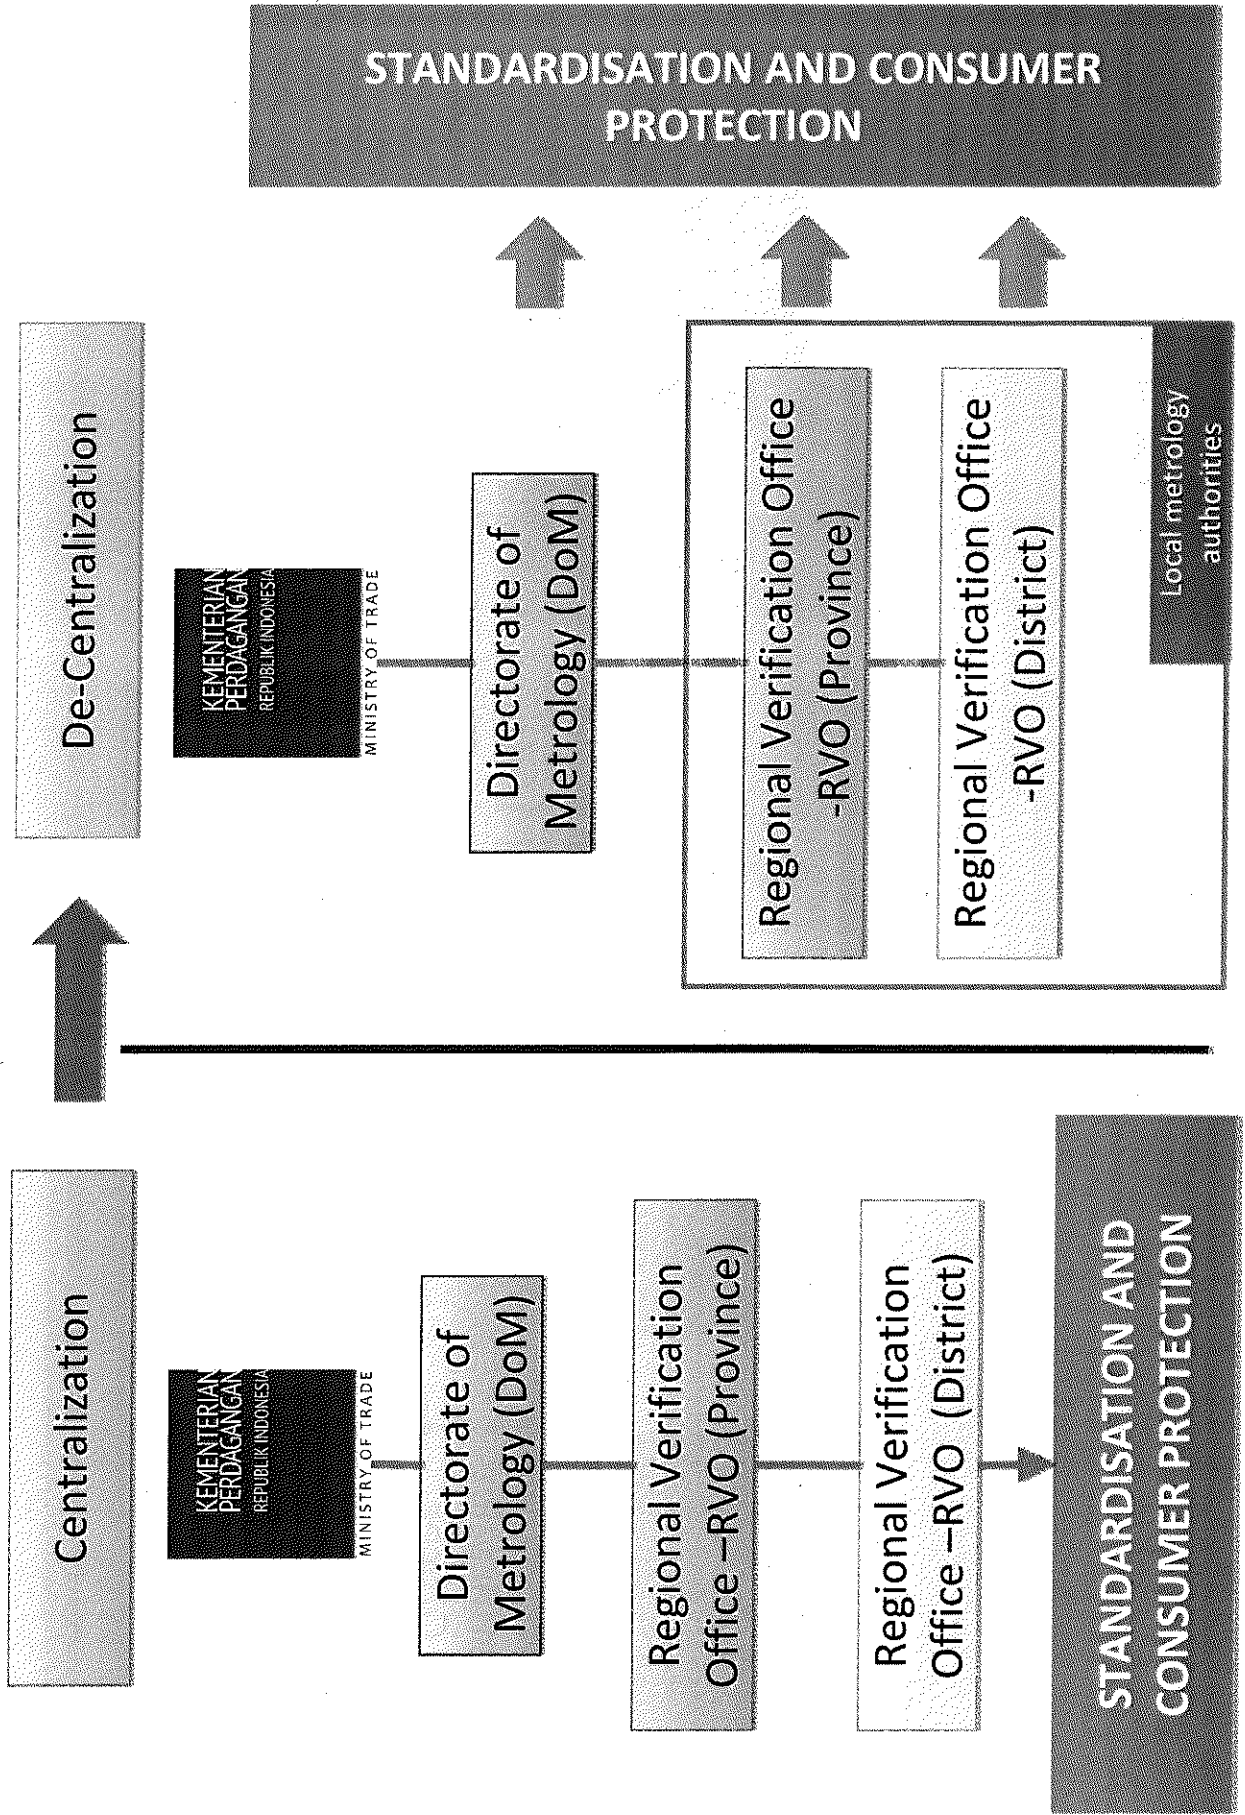 Centralization
KEMENTERIAN
PERDAGANGAN
REPUBLIK INDONESIA
MINISTRY OF TRADE
Directorate of
Metrology (DoM)
Regional Verification
Office –RVO (Province)
Regional Verification
Office –RVO (District)
STANDARDISATION AND
CONSUMER PROTECTION
De-Centralization
KEMENTERIAN
PERDAGANGAN
REPUBLIK INDONESIA
MINISTRY OF TRADE
Directorate of
Metrology (DoM)
Regional Verification Office
-RVO (Province)
Regional Verification Office
-RVO (District)
Local metrology
authorities
STANDARDISATION AND CONSUMER
PROTECTION